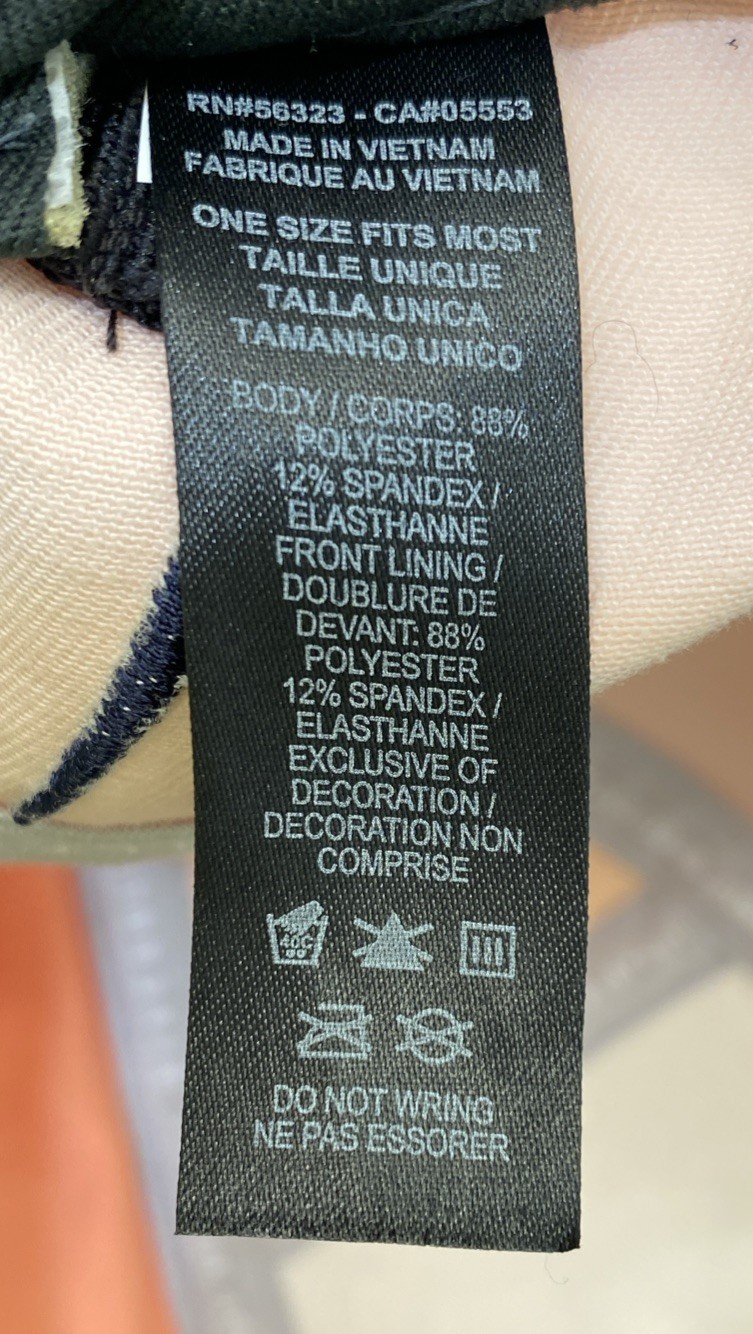 RN#56323 - CA#05553
MADE IN VIETNAM
FABRIQUE AU VIETNAM
ONE SIZE FITS MOST
TAILLE UNIQUE
TALLA UNICA
TAMANHO UNICO
BODY / CORPS: 88%
POLYESTER
12% SPANDEX /
ELASTHANNE
FRONT LINING /
DOUBLURE DE
DEVANT: 88%
POLYESTER
12% SPANDEX /
ELASTHANNE
EXCLUSIVE OF
DECORATION /
DECORATION NON
COMPRISE
40C
DO NOT WRING
NE PAS ESSORER